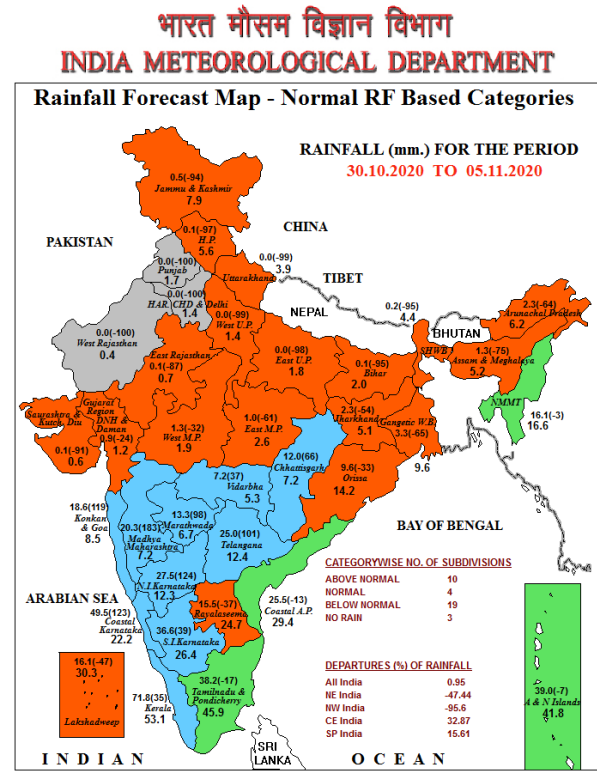 भारत मौसम विज्ञान विभाग
INDIA METEOROLOGICAL DEPARTMENT
Rainfall Forecast Map - Normal RF Based Categories
RAINFALL (mm.) FOR THE PERIOD
30.10.2020 TO 05.11.2020
0.5(-94)
Jammu & Kashmir
7.9
0.1(-97)
H.P.
5.6
CHINA
PAKISTAN
0.0(-100)
Punjab
1.7
Uttarakhand
0.0(-99)
3.9
TIBET
0.0(-100)
HAR. CHD & Delhi
1.4
0.0(-99)
West U.P.
1.4
NEPAL
0.2(-95)
4.4
BHUTAN
2.3(-64)
Arunachal Pradesh
6.2
0.0(-100)
West Rajasthan
0.4
East Rajasthan
0.1(-87)
0.7
0.0(-98)
East U.P.
1.8
0.1(-95)
Bihar
2.0
SHWB
1.3(-75)
Assam & Meghalaya
5.2
NMMT
16.1(-3)
16.6
Saurashtra &
Kutch, Diu
0.1(-91)
0.6
Gujarat
Region
DNH &
Daman
0.9(-24)
1.2
1.3(-32)
West M.P.
1.9
1.0(-61)
East M.P.
2.6
2.3(-54)
Jharkhand
5.1
Gangetic W.B.
3.3(-65)
9.6
12.0(66)
Chhattisgarh
7.2
9.6(-33)
Orissa
14.2
7.2(37)
Vidarbha
5.3
18.6(119)
Konkan
& Goa
8.5
20.3(183)
Madhya
Maharashtra
7.2
13.3(98)
Marathwada
6.7
25.0(101)
Telangana
12.4
BAY OF BENGAL
ARABIAN SEA
27.5(124)
N.I.Karnataka
12.3
15.5(-37)
Rayalaseema
24.7
25.5(-13)
Coastal A.P.
29.4
49.5(123)
Coastal
Karnataka
22.2
36.6(39)
S.I.Karnataka
26.4
38.2(-17)
Tamilnadu &
Pondicherry
45.9
71.8(35)
Kerala
53.1
16.1(-47)
30.3
Lakshadweep
39.0(-7)
A & N Islands
41.8
CATEGORYWISE NO. OF SUBDIVISIONS
ABOVE NORMAL 10
NORMAL 4
BELOW NORMAL 19
NO RAIN 3
DEPARTURES (%) OF RAINFALL
All India 0.95
NE India -47.44
NW India -95.6
CE India 32.87
SP India 15.61
SRI
LANKA
INDIAN OCEAN